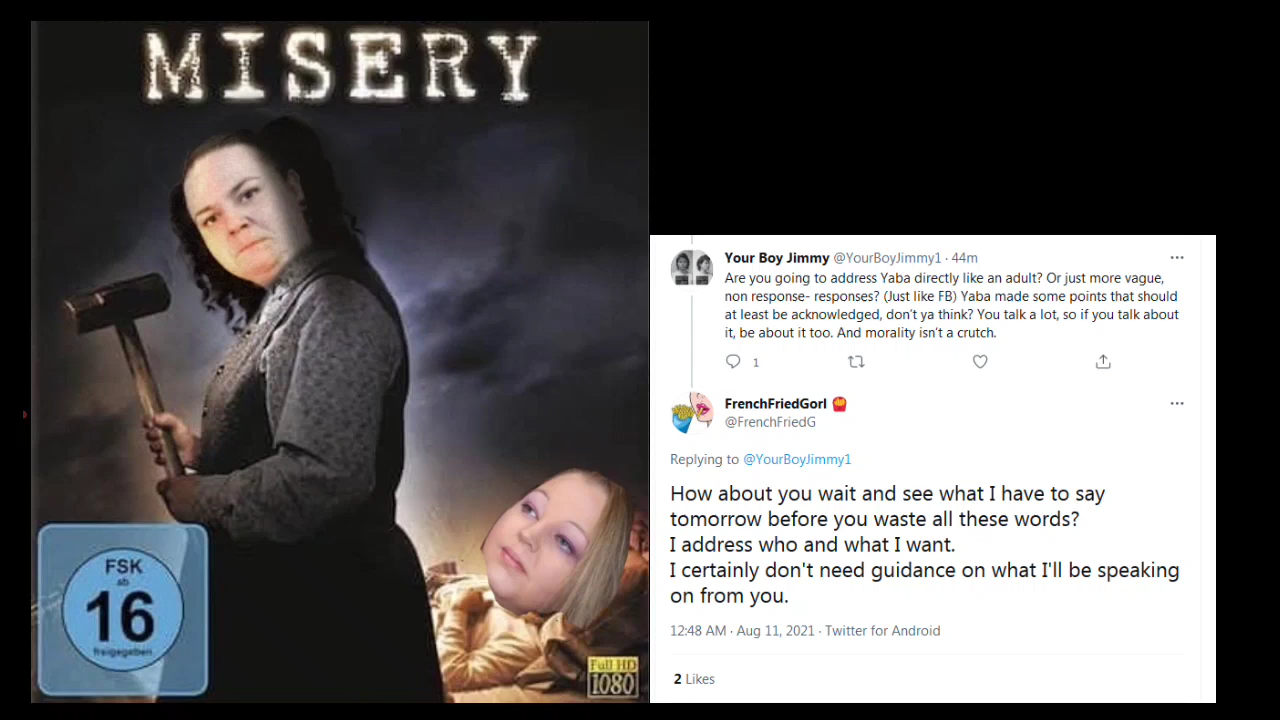 MISERY
FSK
ab
16
freigegeben
Full HD
1080
Your Boy Jimmy @YourBoyJimmy1 · 44m
Are you going to address Yaba directly like an adult? Or just more vague,
non response- responses? (Just like FB) Yaba made some points that should
at least be acknowledged, don't ya think? You talk a lot, so if you talk about
it, be about it too. And morality isn't a crutch.
1
FrenchFriedGorl 🍟
@FrenchFriedG
Replying to @YourBoyJimmy1
How about you wait and see what I have to say
tomorrow before you waste all these words?
I address who and what I want.
I certainly don't need guidance on what I'll be speaking
on from you.
12:48 AM · Aug 11, 2021 · Twitter for Android
2 Likes